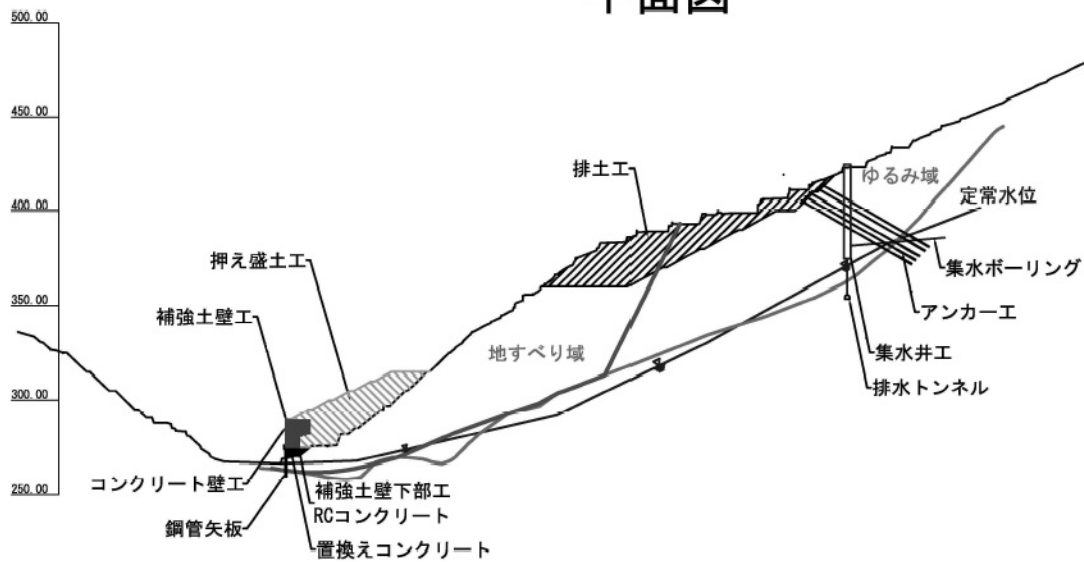 平面図
500.00
450.00
400.00
350.00
300.00
250.00
排土工
ゆるみ域
定常水位
押え盛土工
集水ボーリング
補強土壁工
アンカー工
地すべり域
集水井工
排水トンネル
コンクリート壁工
補強土壁下部工
RCコンクリート
鋼管矢板
置換えコンクリート